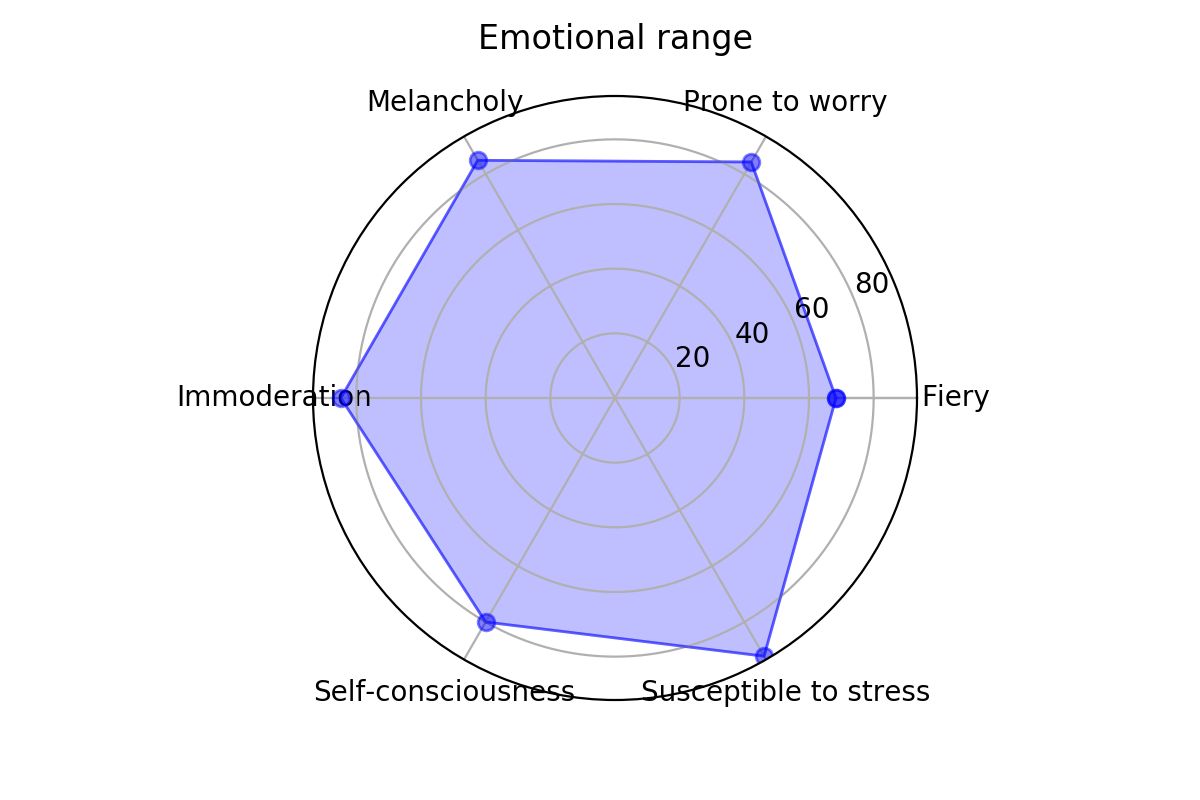 Emotional range
Melancholy
Prone to worry
80
60
40
20
Immoderation
Fiery
Self-consciousness
Susceptible to stress